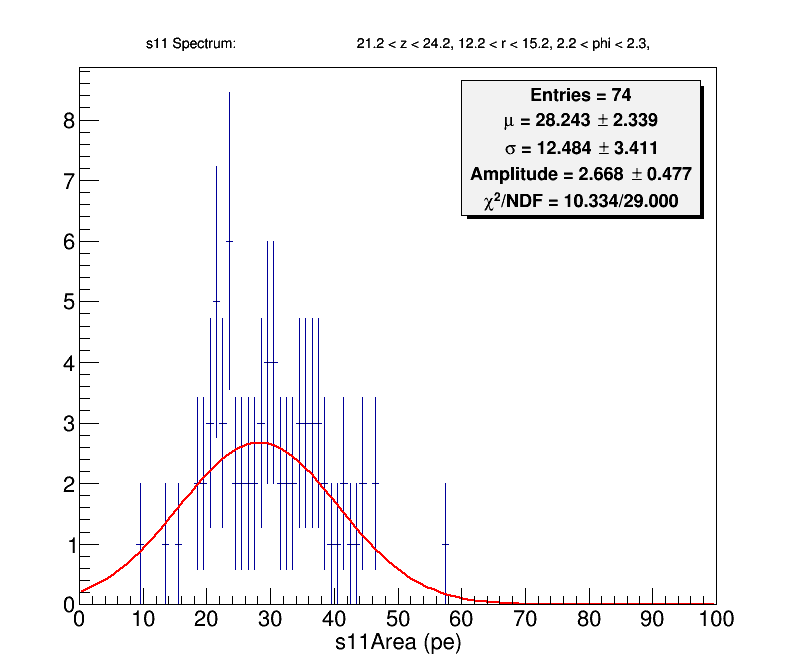 s11 Spectrum: 21.2 < z < 24.2, 12.2 < r < 15.2, 2.2 < phi < 2.3,
Entries = 74
μ = 28.243 ± 2.339
σ = 12.484 ± 3.411
Amplitude = 2.668 ± 0.477
χ²/NDF = 10.334/29.000
8
7
6
5
4
3
2
1
0
0 10 20 30 40 50 60 70 80 90 100
s11Area (pe)